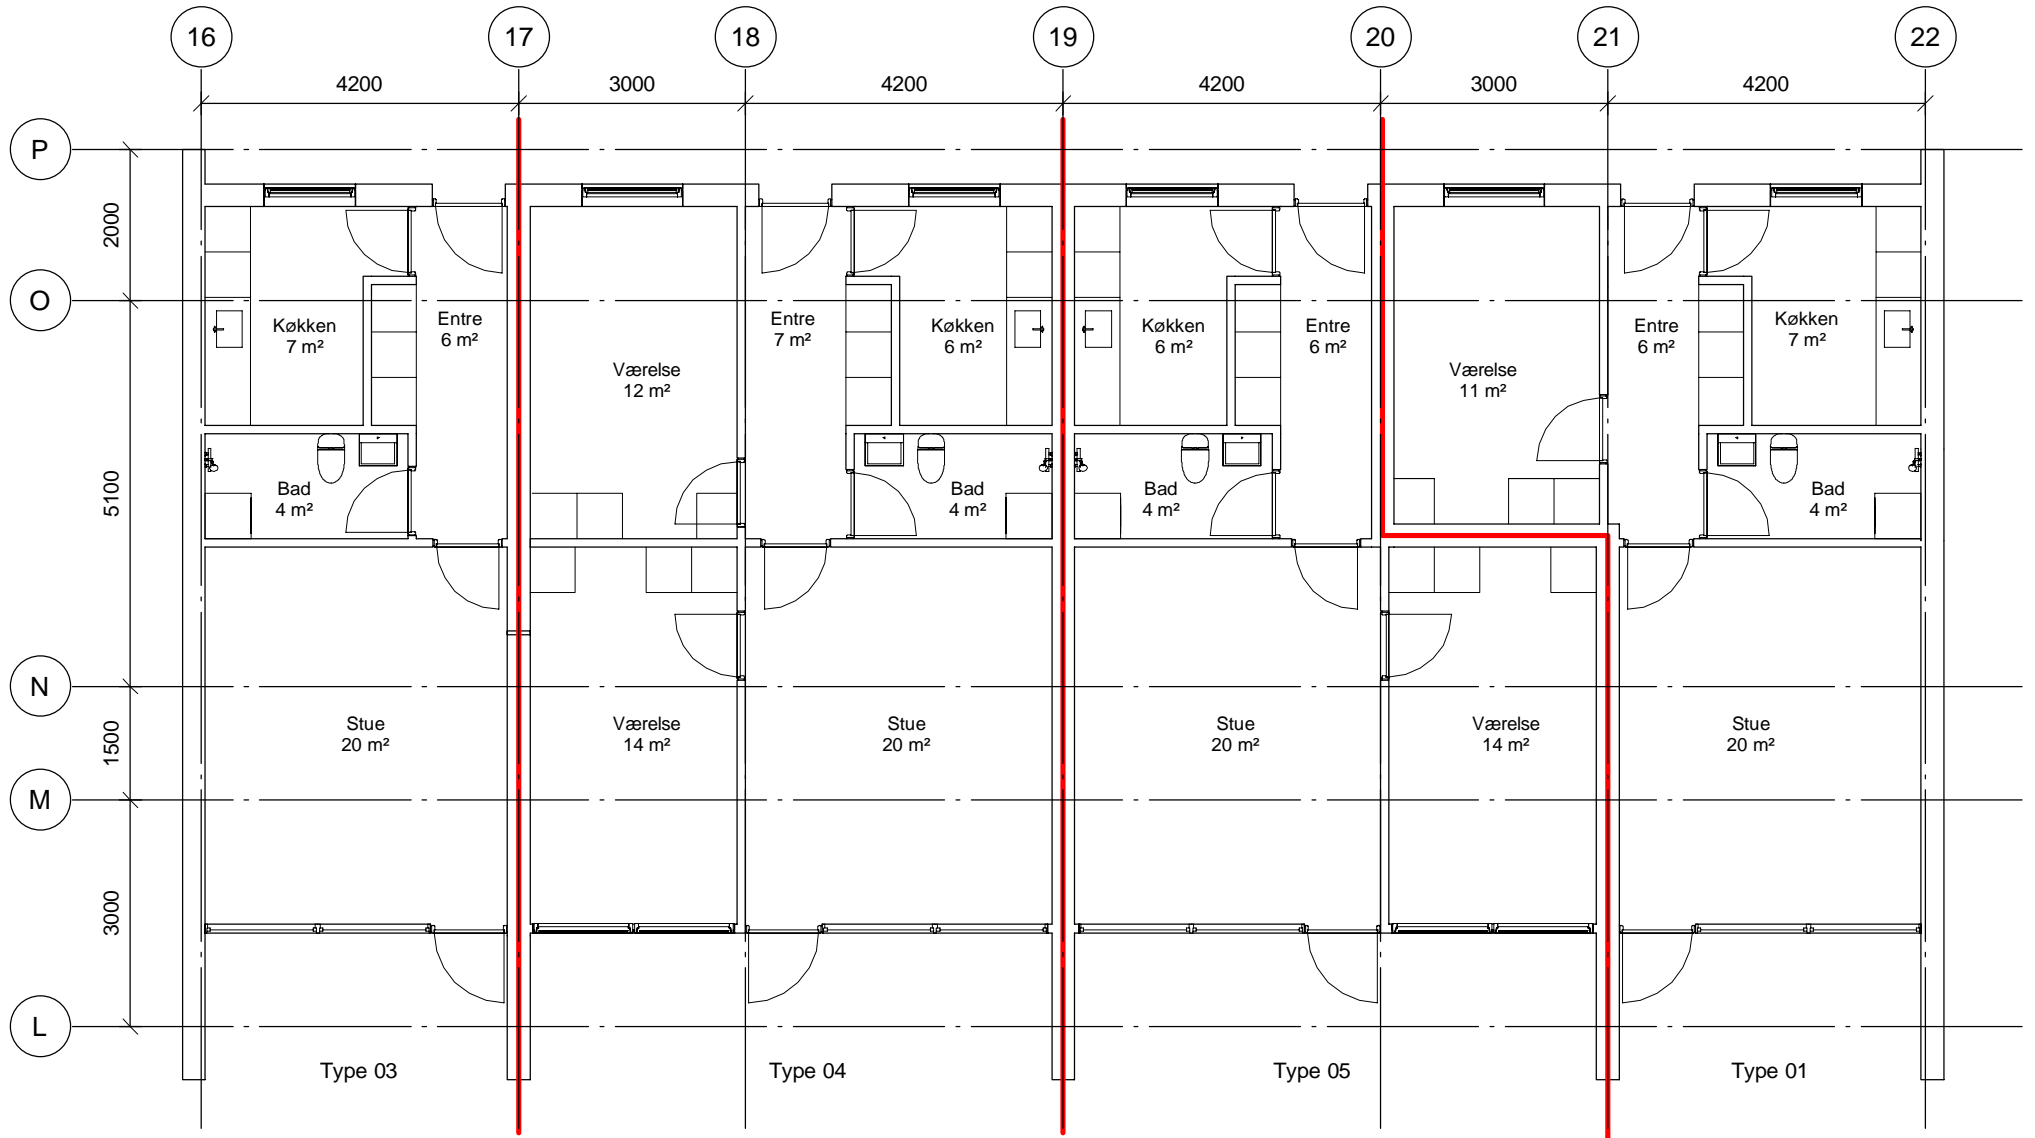 16 17 18 19 20 21 22
4200 3000 4200 4200 3000 4200
P
2000
O
Køkken
7 m²
Entre
6 m²
Værelse
12 m²
Entre
7 m²
Køkken
6 m²
Køkken
6 m²
Entre
6 m²
Værelse
11 m²
Entre
6 m²
Køkken
7 m²
5100
Bad
4 m²
Bad
4 m²
Bad
4 m²
Bad
4 m²
N
1500
Stue
20 m²
Værelse
14 m²
Stue
20 m²
Stue
20 m²
Værelse
14 m²
Stue
20 m²
M
3000
L
Type 03
Type 04
Type 05
Type 01